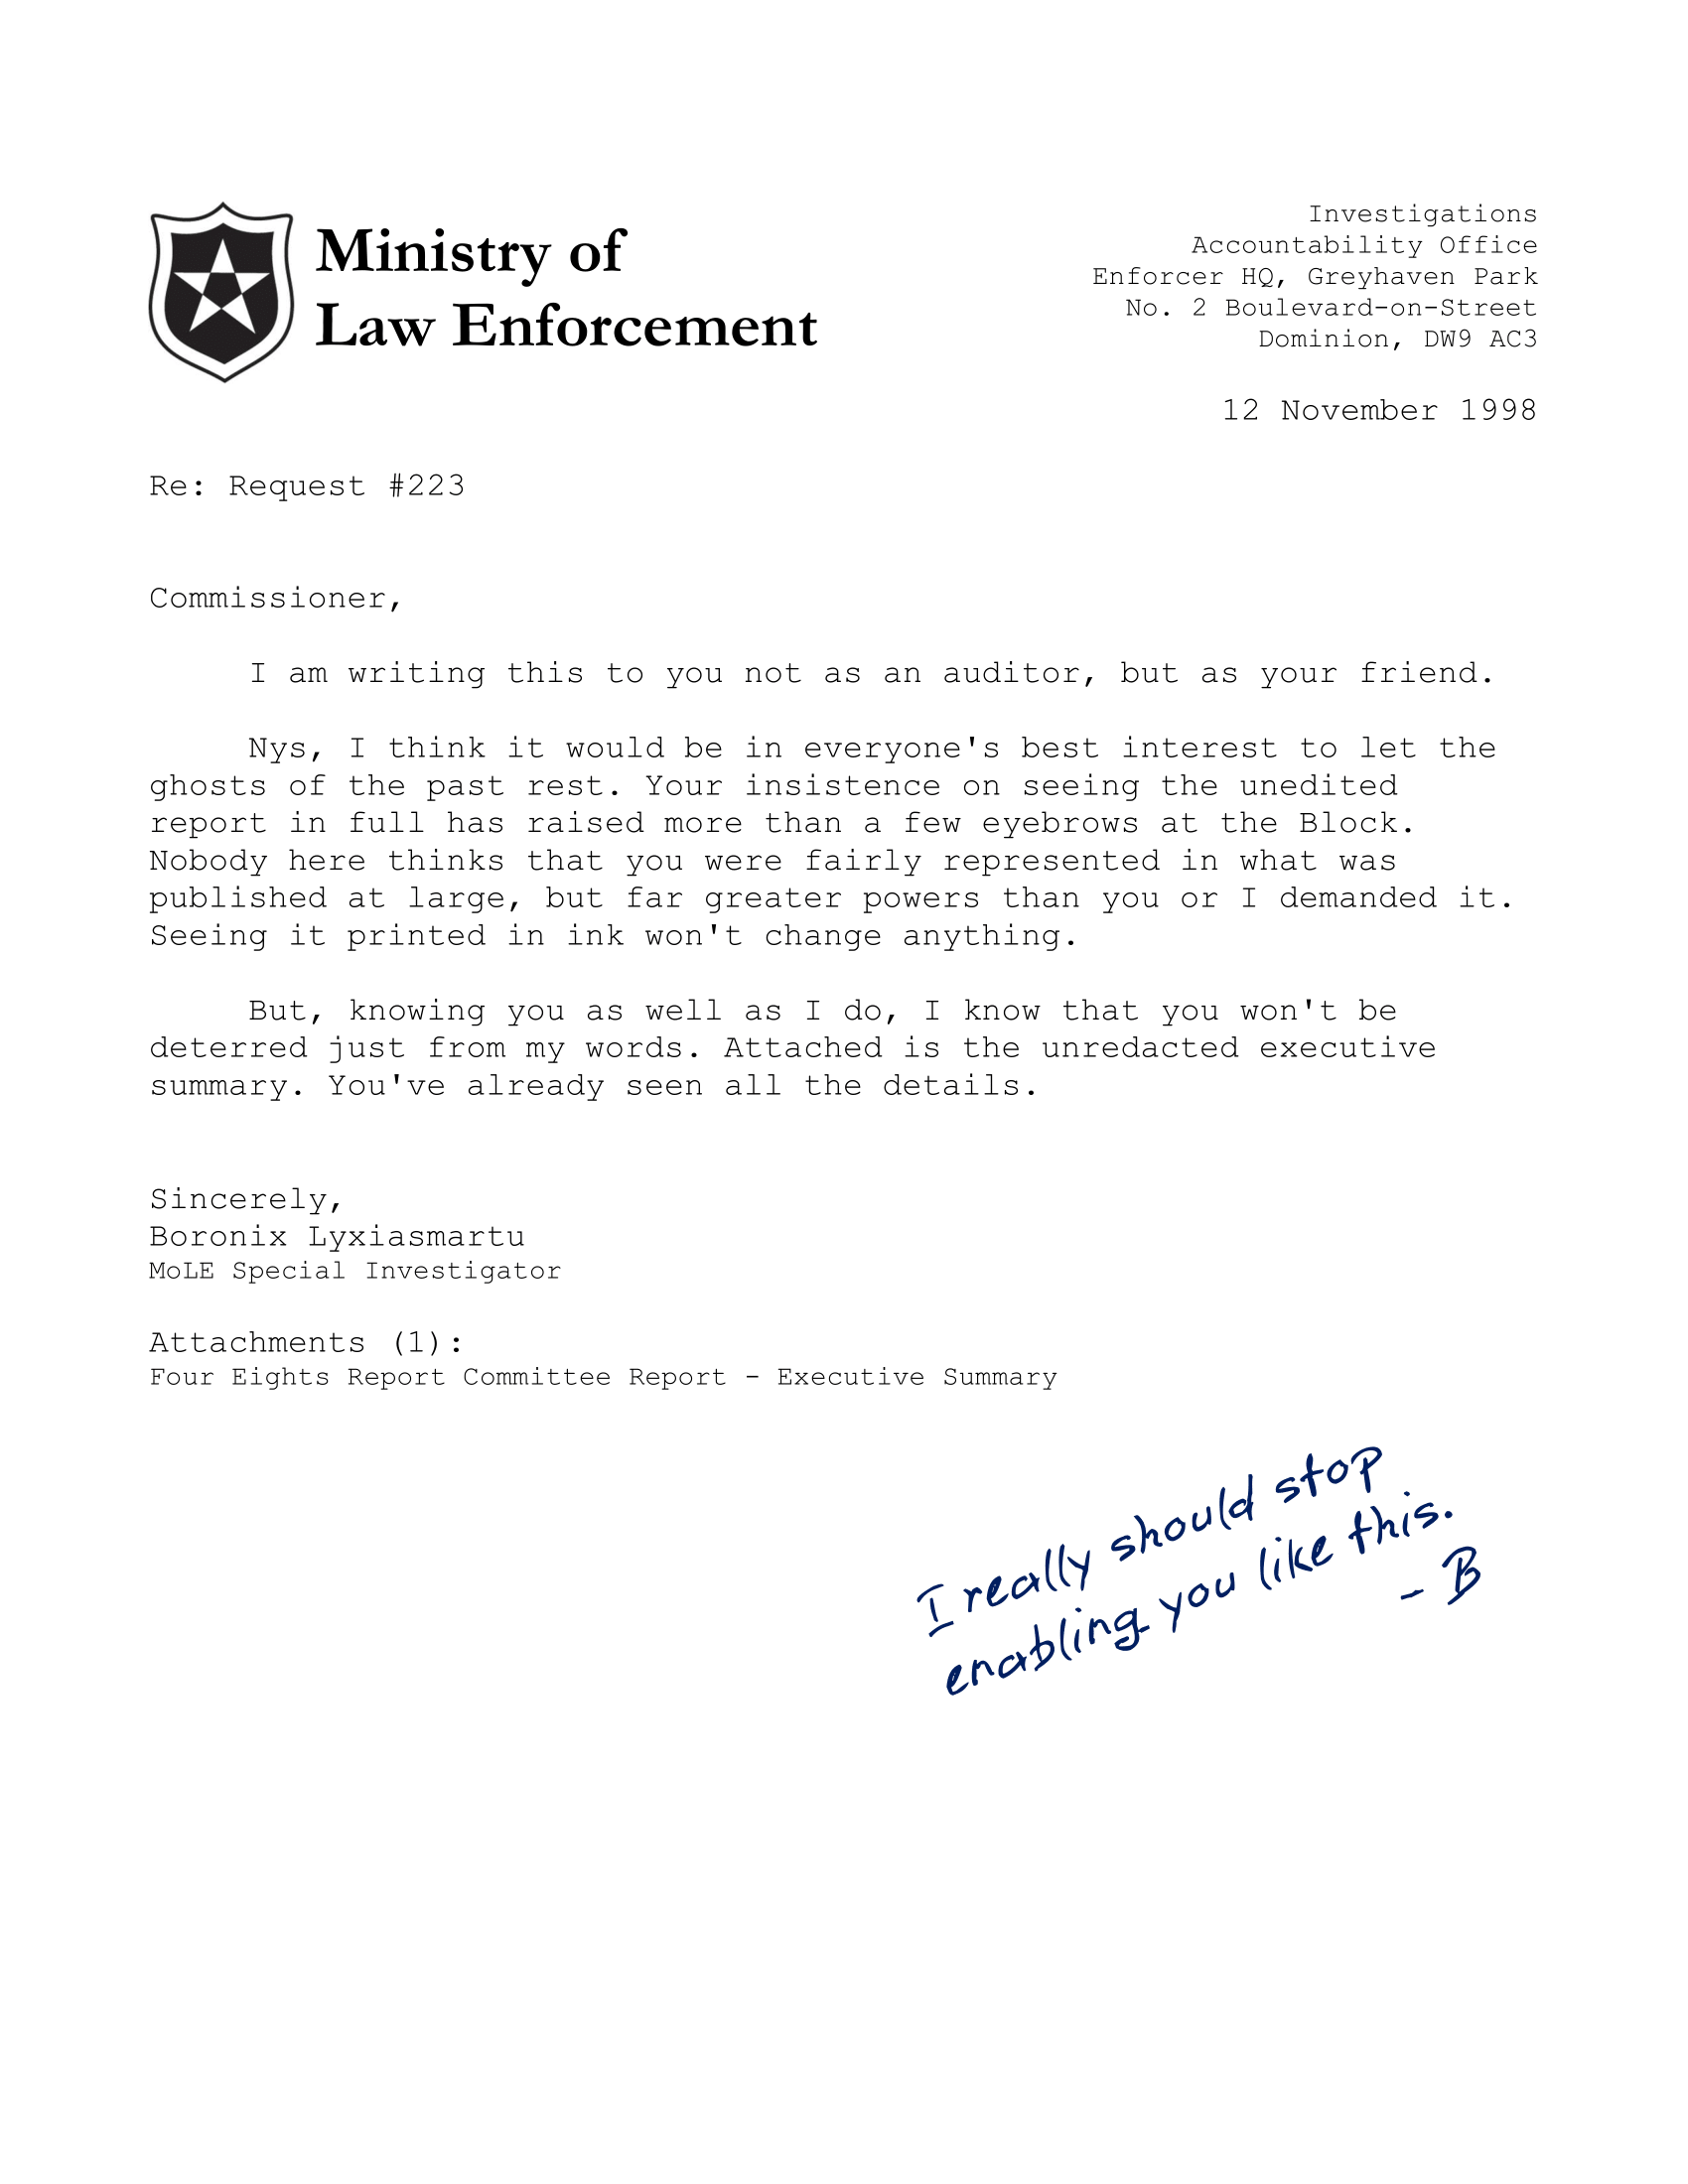 Ministry of
Law Enforcement
Investigations
Accountability Office
Enforcer HQ, Greyhaven Park
No. 2 Boulevard-on-Street
Dominion, DW9 AC3
12 November 1998
Re: Request #223
Commissioner,
I am writing this to you not as an auditor, but as your friend.
Nys, I think it would be in everyone's best interest to let the
ghosts of the past rest. Your insistence on seeing the unedited
report in full has raised more than a few eyebrows at the Block.
Nobody here thinks that you were fairly represented in what was
published at large, but far greater powers than you or I demanded it.
Seeing it printed in ink won't change anything.
But, knowing you as well as I do, I know that you won't be
deterred just from my words. Attached is the unredacted executive
summary. You've already seen all the details.
Sincerely,
Boronix Lyxiasmartu
MoLE Special Investigator
Attachments (1):
Four Eights Report Committee Report - Executive Summary
I really should stop
enabling you like this.
- B